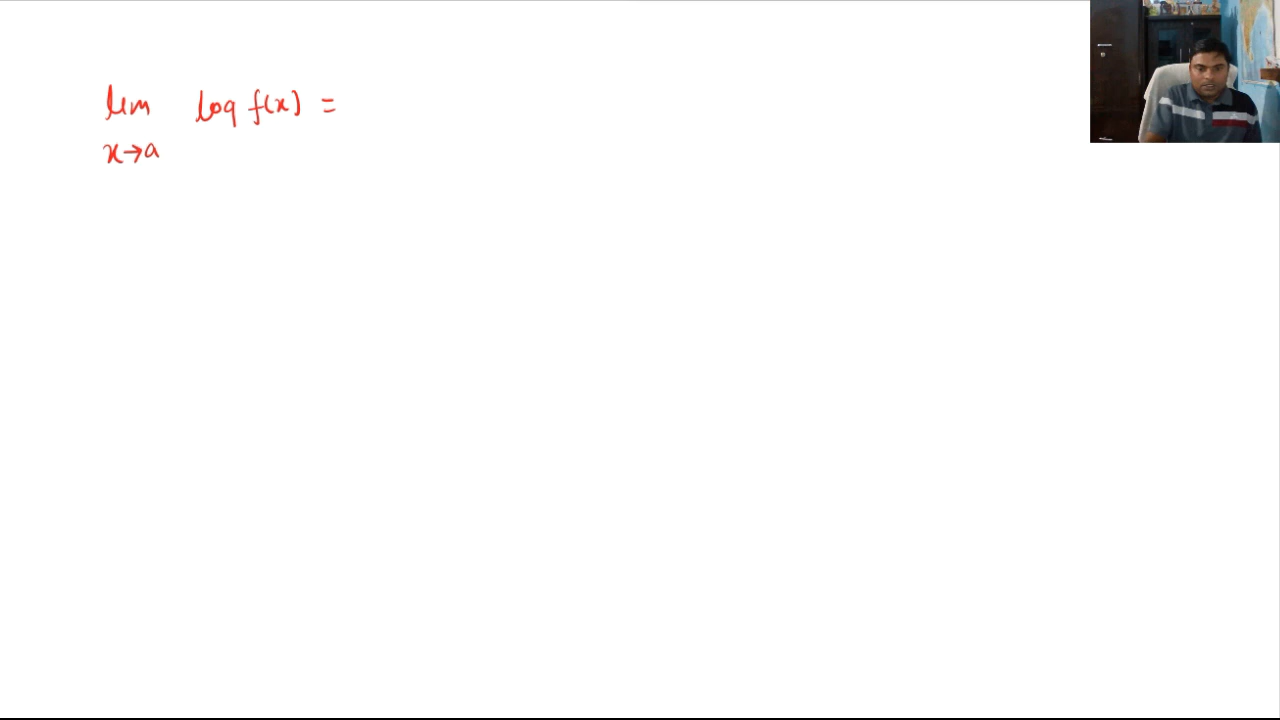 lim log f(x) =
x→a